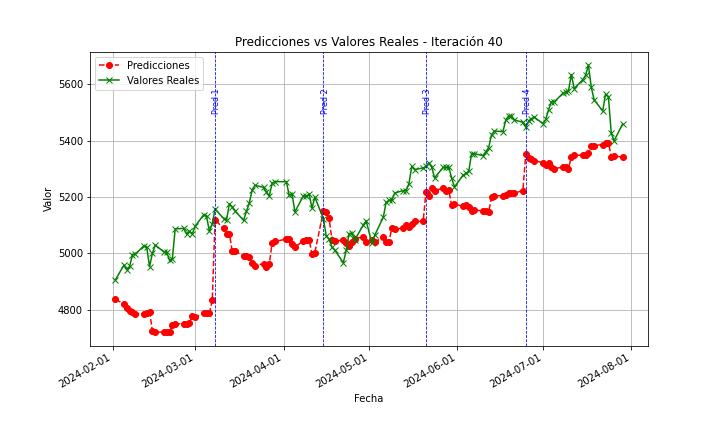 Predicciones vs Valores Reales - Iteración 40
Predicciones
Valores Reales
Pred 1
Pred 2
Pred 3
Pred 4
5600
5400
5200
5000
4800
Valor
2024-02-01
2024-03-01
2024-04-01
2024-05-01
2024-06-01
2024-07-01
2024-08-01
Fecha